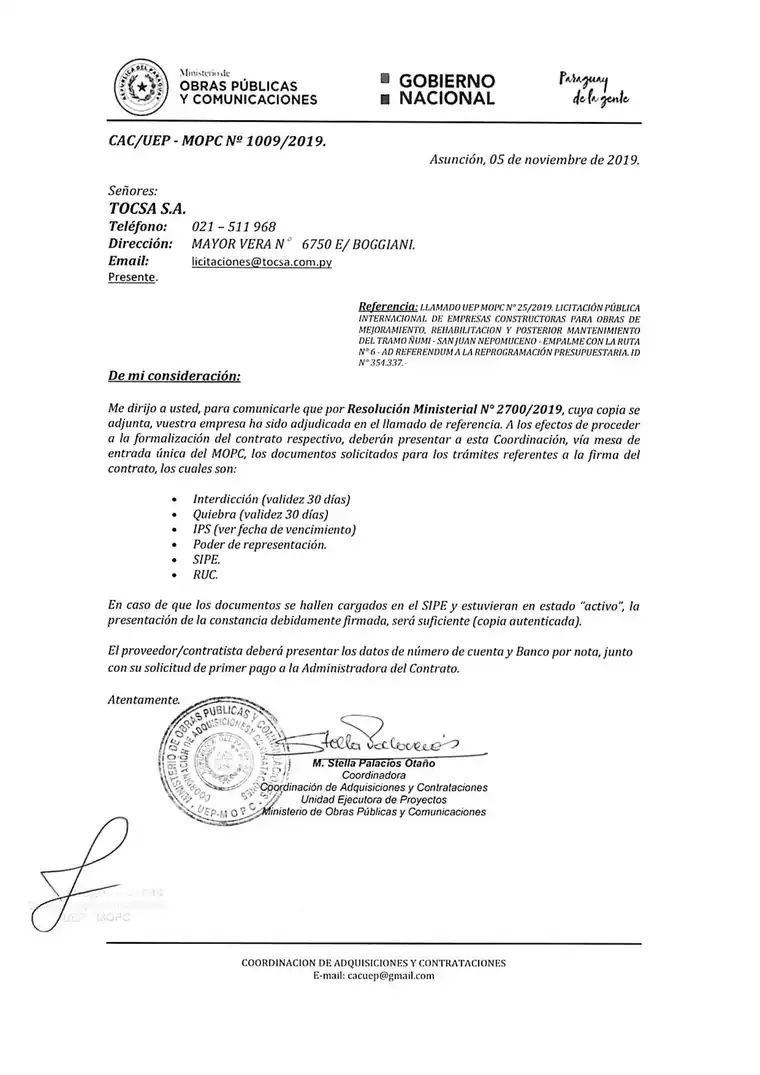 Ministerio de
OBRAS PÚBLICAS
Y COMUNICACIONES
GOBIERNO
NACIONAL
Paraguay
de la gente
CAC/UEP - MOPC Nº 1009/2019.
Asunción, 05 de noviembre de 2019.
Señores:
TOCSA S.A.
Teléfono: 021 – 511 968
Dirección: MAYOR VERA N° 6750 E/ BOGGIANI.
Email: licitaciones@tocsa.com.py
Presente.
Referencia: LLAMADO UEP MOPC N° 25/2019. LICITACIÓN PÚBLICA
INTERNACIONAL DE EMPRESAS CONSTRUCTORAS PARA OBRAS DE
MEJORAMIENTO, REHABILITACION Y POSTERIOR MANTENIMIENTO
DEL TRAMO ÑUMI - SAN JUAN NEPOMUCENO - EMPALME CON LA RUTA
N° 6 - AD REFERENDUM A LA REPROGRAMACIÓN PRESUPUESTARIA. ID
N° 354.337.-
De mi consideración:
Me dirijo a usted, para comunicarle que por Resolución Ministerial N° 2700/2019, cuya copia se
adjunta, vuestra empresa ha sido adjudicada en el llamado de referencia. A los efectos de proceder
a la formalización del contrato respectivo, deberán presentar a esta Coordinación, vía mesa de
entrada única del MOPC, los documentos solicitados para los trámites referentes a la firma del
contrato, los cuales son:
• Interdicción (validez 30 días)
• Quiebra (validez 30 días)
• IPS (ver fecha de vencimiento)
• Poder de representación.
• SIPE.
• RUC.
En caso de que los documentos se hallen cargados en el SIPE y estuvieran en estado "activo", la
presentación de la constancia debidamente firmada, será suficiente (copia autenticada).
El proveedor/contratista deberá presentar los datos de número de cuenta y Banco por nota, junto
con su solicitud de primer pago a la Administradora del Contrato.
Atentamente.
M. Stella Palacios Otaño
Coordinadora
Coordinación de Adquisiciones y Contrataciones
Unidad Ejecutora de Proyectos
Ministerio de Obras Públicas y Comunicaciones
UEP MOPC
COORDINACION DE ADQUISICIONES Y CONTRATACIONES
E-mail: cacuep@gmail.com